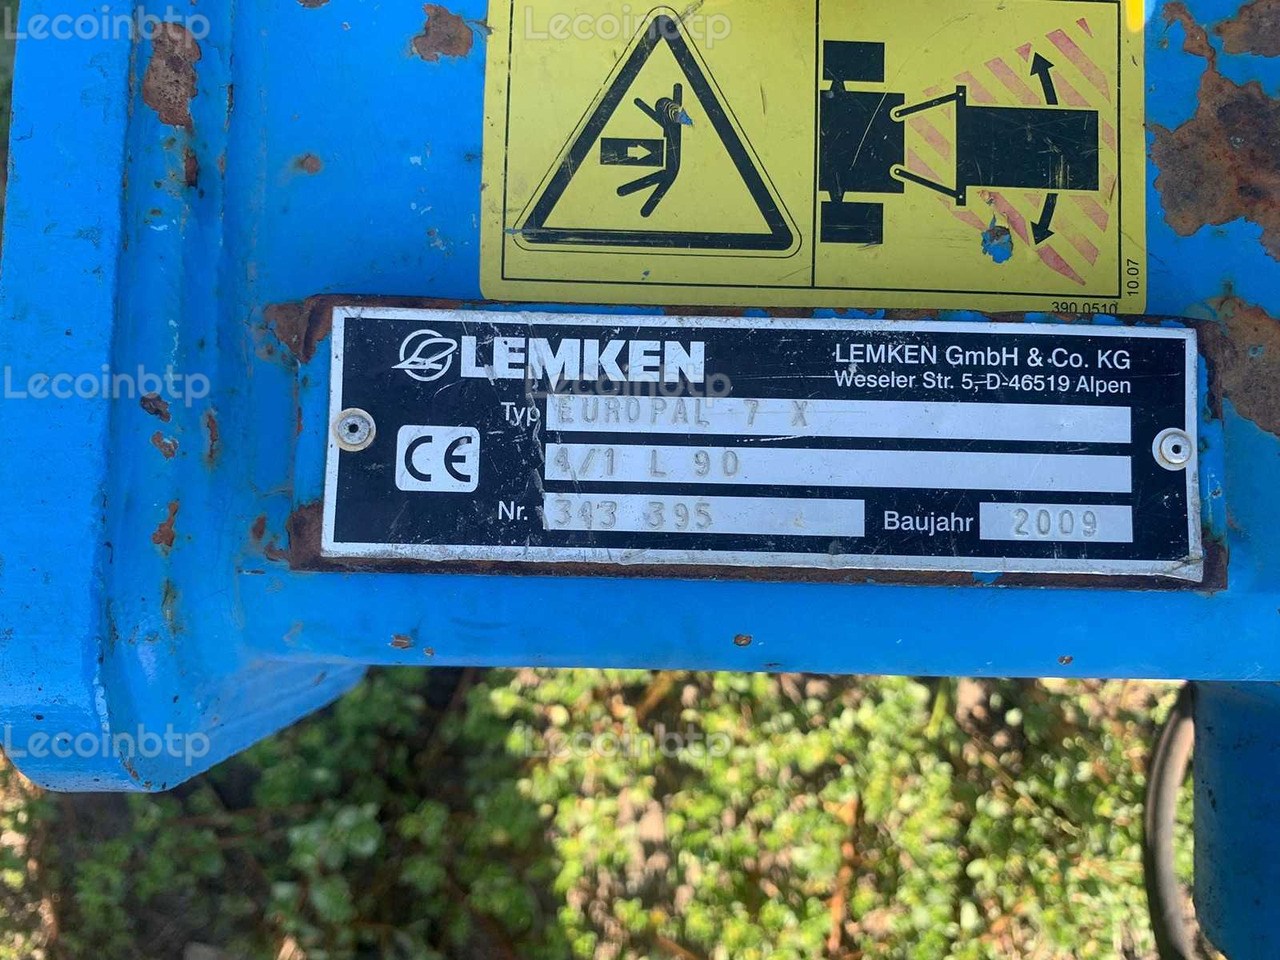 Lecoinbtp Lecoinbtp
10.07
390 0510
LEMKEN
LEMKEN GmbH & Co. KG
Weseler Str. 5, D-46519 Alpen
Lecoinbtp Lecoinbtp
Typ EUROPAL 7 X
CE 4/1 L 90
Nr. 343 395 Baujahr 2009
Lecoinbtp Lecoinbtp